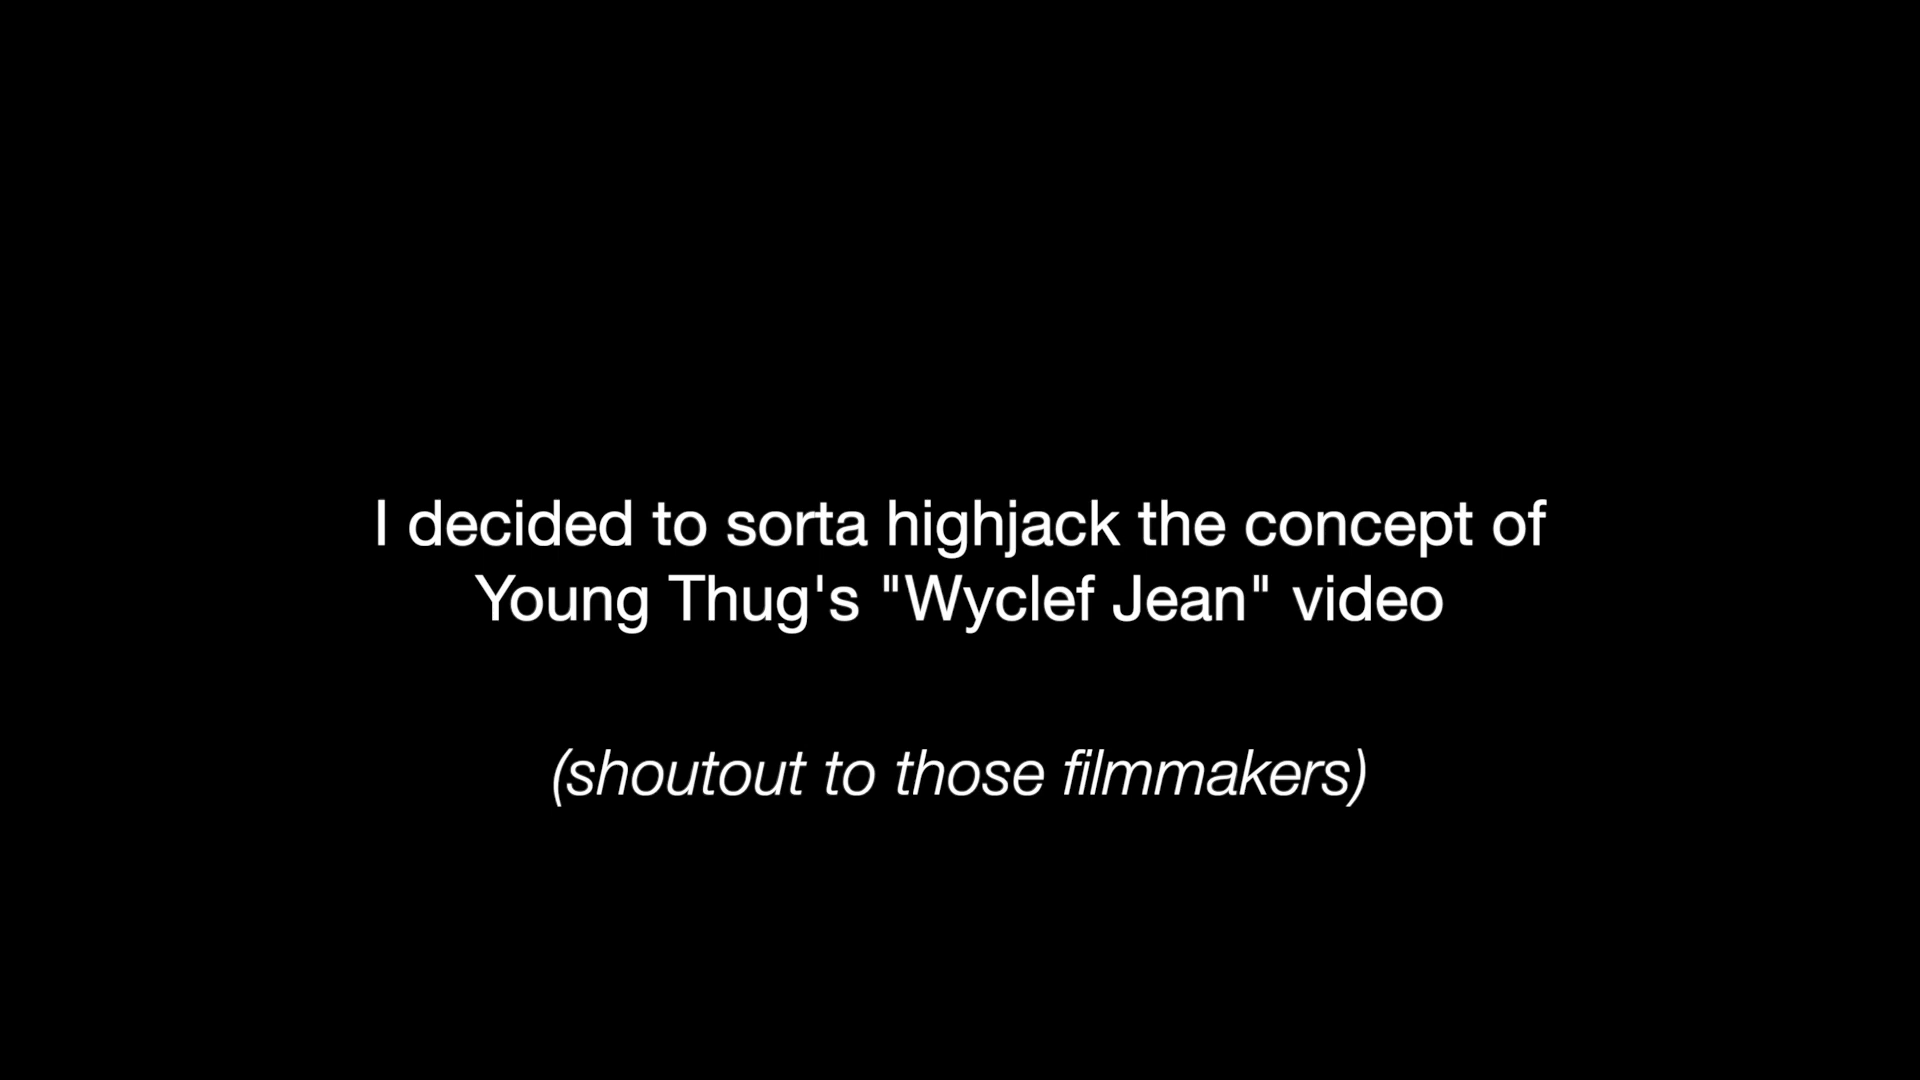 I decided to sorta highjack the concept of
Young Thug's "Wyclef Jean" video
(shoutout to those filmmakers)